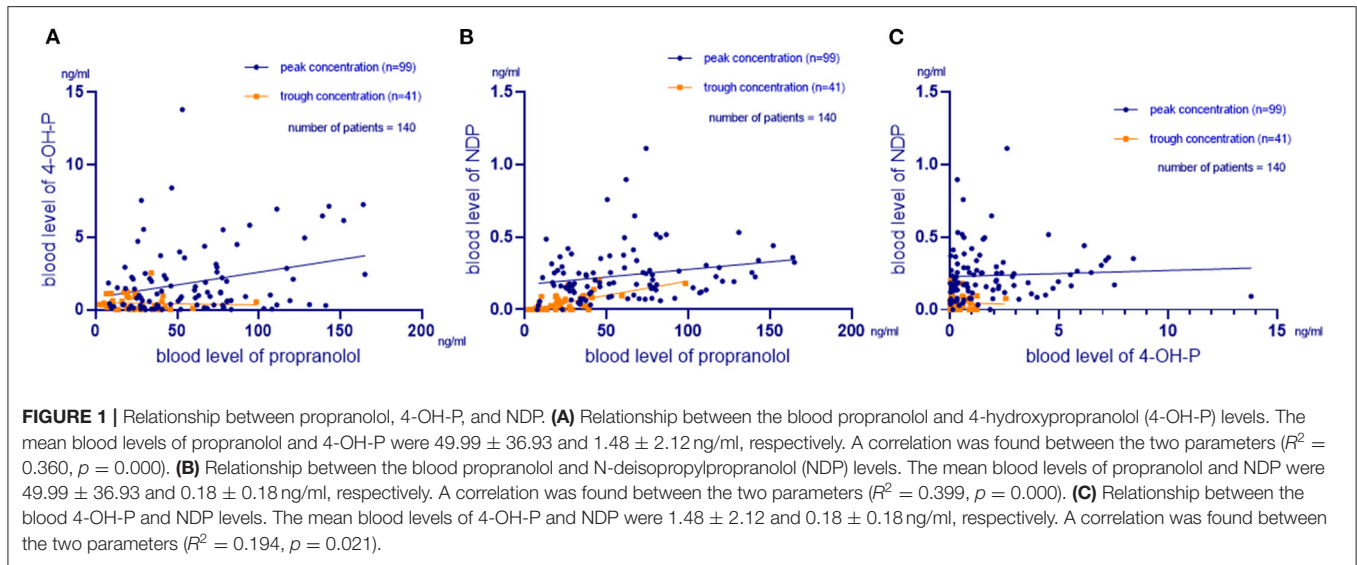 A
ng/ml
peak concentration (n=99)
trough concentration (n=41)
number of patients = 140
15
10
5
0
blood level of 4-OH-P
0 50 100 150 200
ng/ml
blood level of propranolol
B
ng/ml
peak concentration (n=99)
trough concentration (n=41)
number of patients = 140
1.5
1.0
0.5
0.0
blood level of NDP
0 50 100 150 200
ng/ml
blood level of propranolol
C
ng/ml
peak concentration (n=99)
trough concentration (n=41)
number of patients = 140
1.5
1.0
0.5
0.0
blood level of NDP
0 5 10 15
ng/ml
blood level of 4-OH-P
FIGURE 1 | Relationship between propranolol, 4-OH-P, and NDP. (A) Relationship between the blood propranolol and 4-hydroxypropranolol (4-OH-P) levels. The
mean blood levels of propranolol and 4-OH-P were 49.99 ± 36.93 and 1.48 ± 2.12 ng/ml, respectively. A correlation was found between the two parameters (R² =
0.360, p = 0.000). (B) Relationship between the blood propranolol and N-deisopropylpropranolol (NDP) levels. The mean blood levels of propranolol and NDP were
49.99 ± 36.93 and 0.18 ± 0.18 ng/ml, respectively. A correlation was found between the two parameters (R² = 0.399, p = 0.000). (C) Relationship between the
blood 4-OH-P and NDP levels. The mean blood levels of 4-OH-P and NDP were 1.48 ± 2.12 and 0.18 ± 0.18 ng/ml, respectively. A correlation was found between
the two parameters (R² = 0.194, p = 0.021).